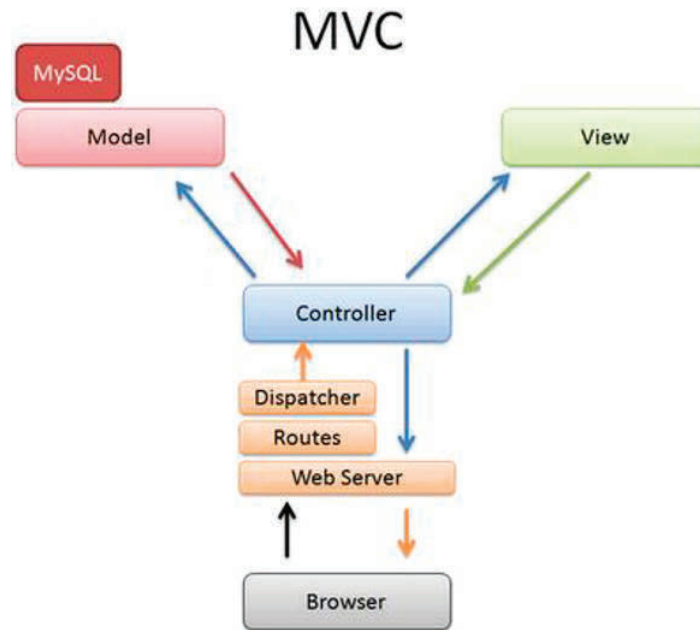 MVC
MySQL
Model
View
Controller
Dispatcher
Routes
Web Server
Browser